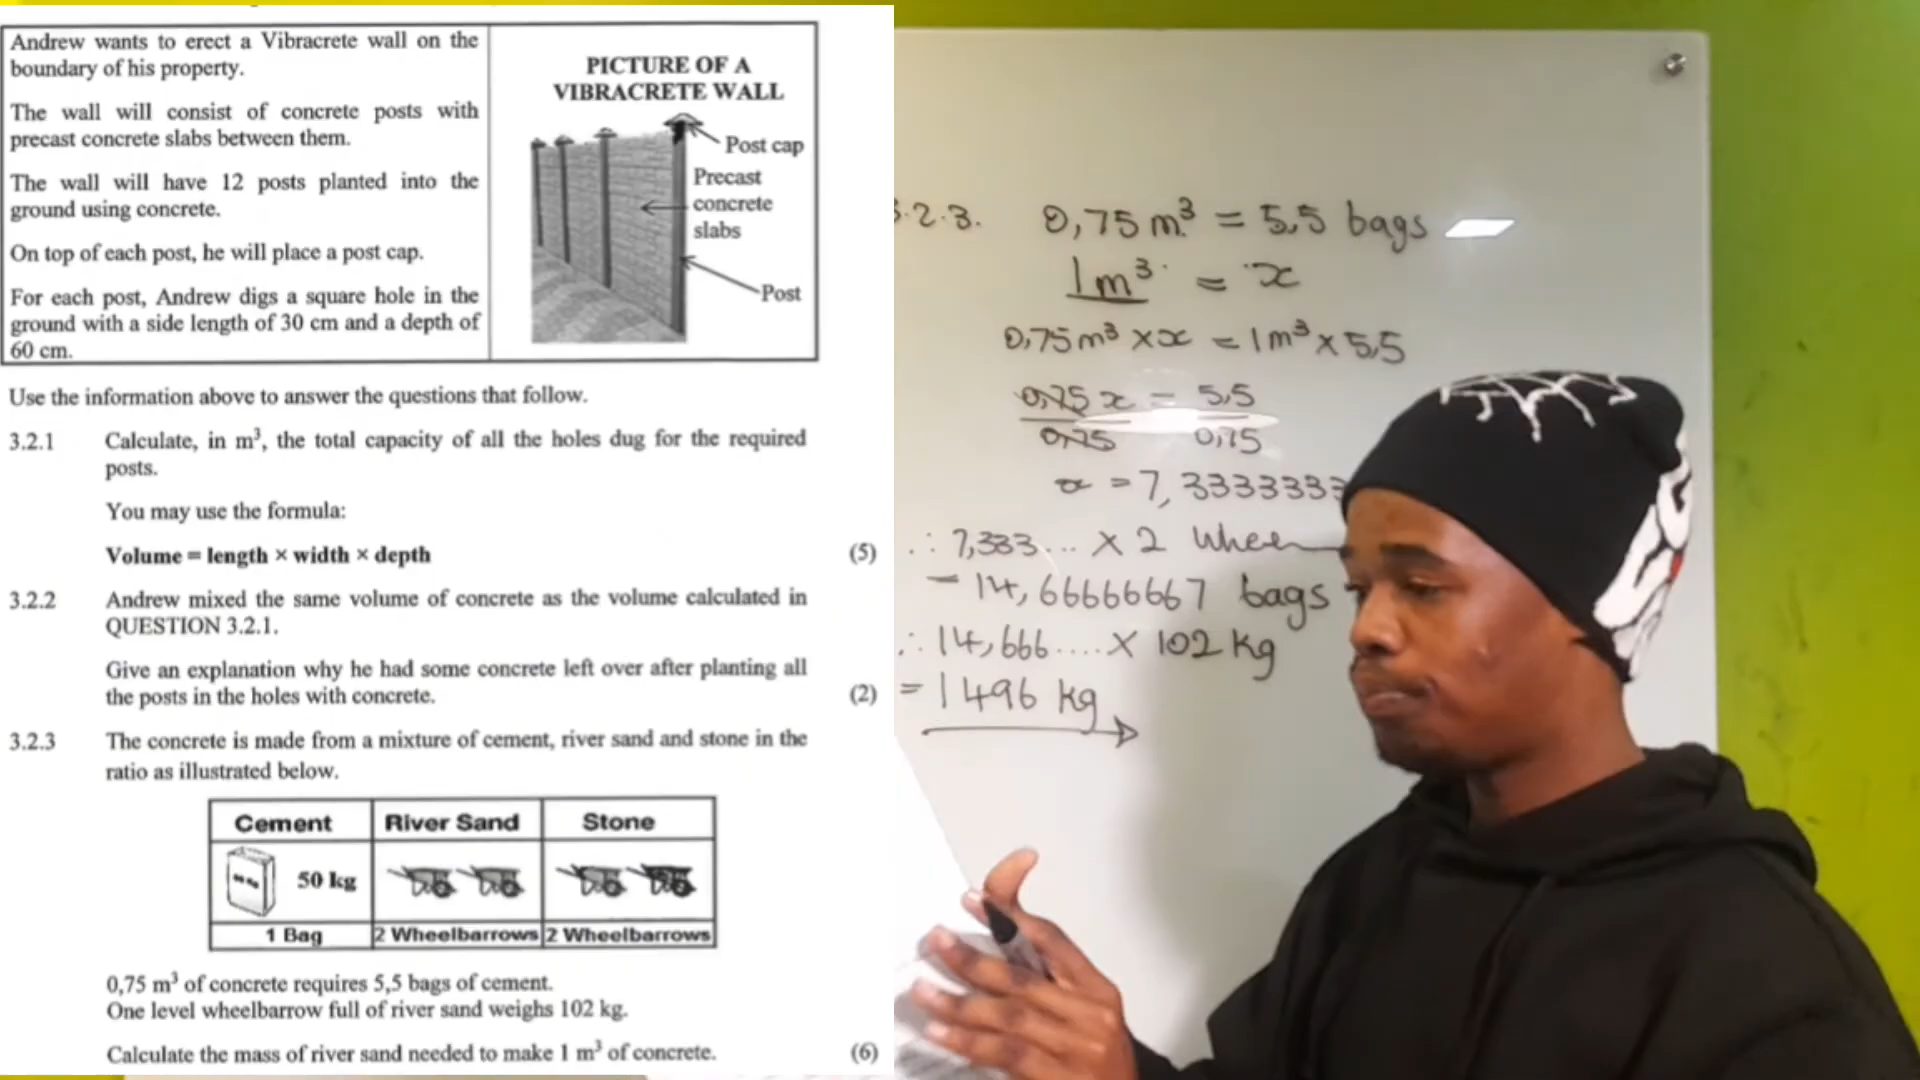 Andrew wants to erect a Vibracrete wall on the
boundary of his property.
The wall will consist of concrete posts with
precast concrete slabs between them.
The wall will have 12 posts planted into the
ground using concrete.
On top of each post, he will place a post cap.
For each post, Andrew digs a square hole in the
ground with a side length of 30 cm and a depth of
60 cm.
PICTURE OF A
VIBRACRETE WALL
Post cap
Precast
concrete
slabs
Post
Use the information above to answer the questions that follow.
3.2.1 Calculate, in m³, the total capacity of all the holes dug for the required
posts.
You may use the formula:
Volume = length × width × depth (5)
3.2.2 Andrew mixed the same volume of concrete as the volume calculated in
QUESTION 3.2.1.
Give an explanation why he had some concrete left over after planting all
the posts in the holes with concrete. (2)
3.2.3 The concrete is made from a mixture of cement, river sand and stone in the
ratio as illustrated below.
Cement River Sand Stone
50 kg
1 Bag 2 Wheelbarrows 2 Wheelbarrows
0,75 m³ of concrete requires 5,5 bags of cement.
One level wheelbarrow full of river sand weighs 102 kg.
Calculate the mass of river sand needed to make 1 m³ of concrete. (6)
3.2.3. 0,75 m³ = 5,5 bags
1m³ = x
0,75m³ × x = 1m³ × 5,5
0,75 x = 5,5
0,75 0,75
x = 7,3333333
∴ 7,333... × 2 Whee
= 14,66666667 bags
∴ 14,666.... × 102 kg
= 1496 kg